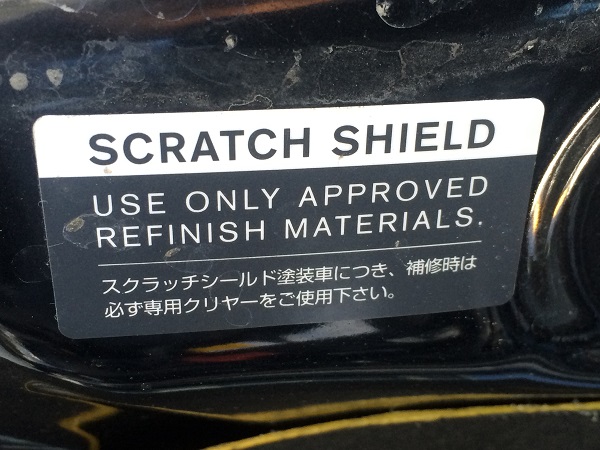 SCRATCH SHIELD
USE ONLY APPROVED
REFINISH MATERIALS.
スクラッチシールド塗装車につき、補修時は
必ず専用クリヤーをご使用下さい。